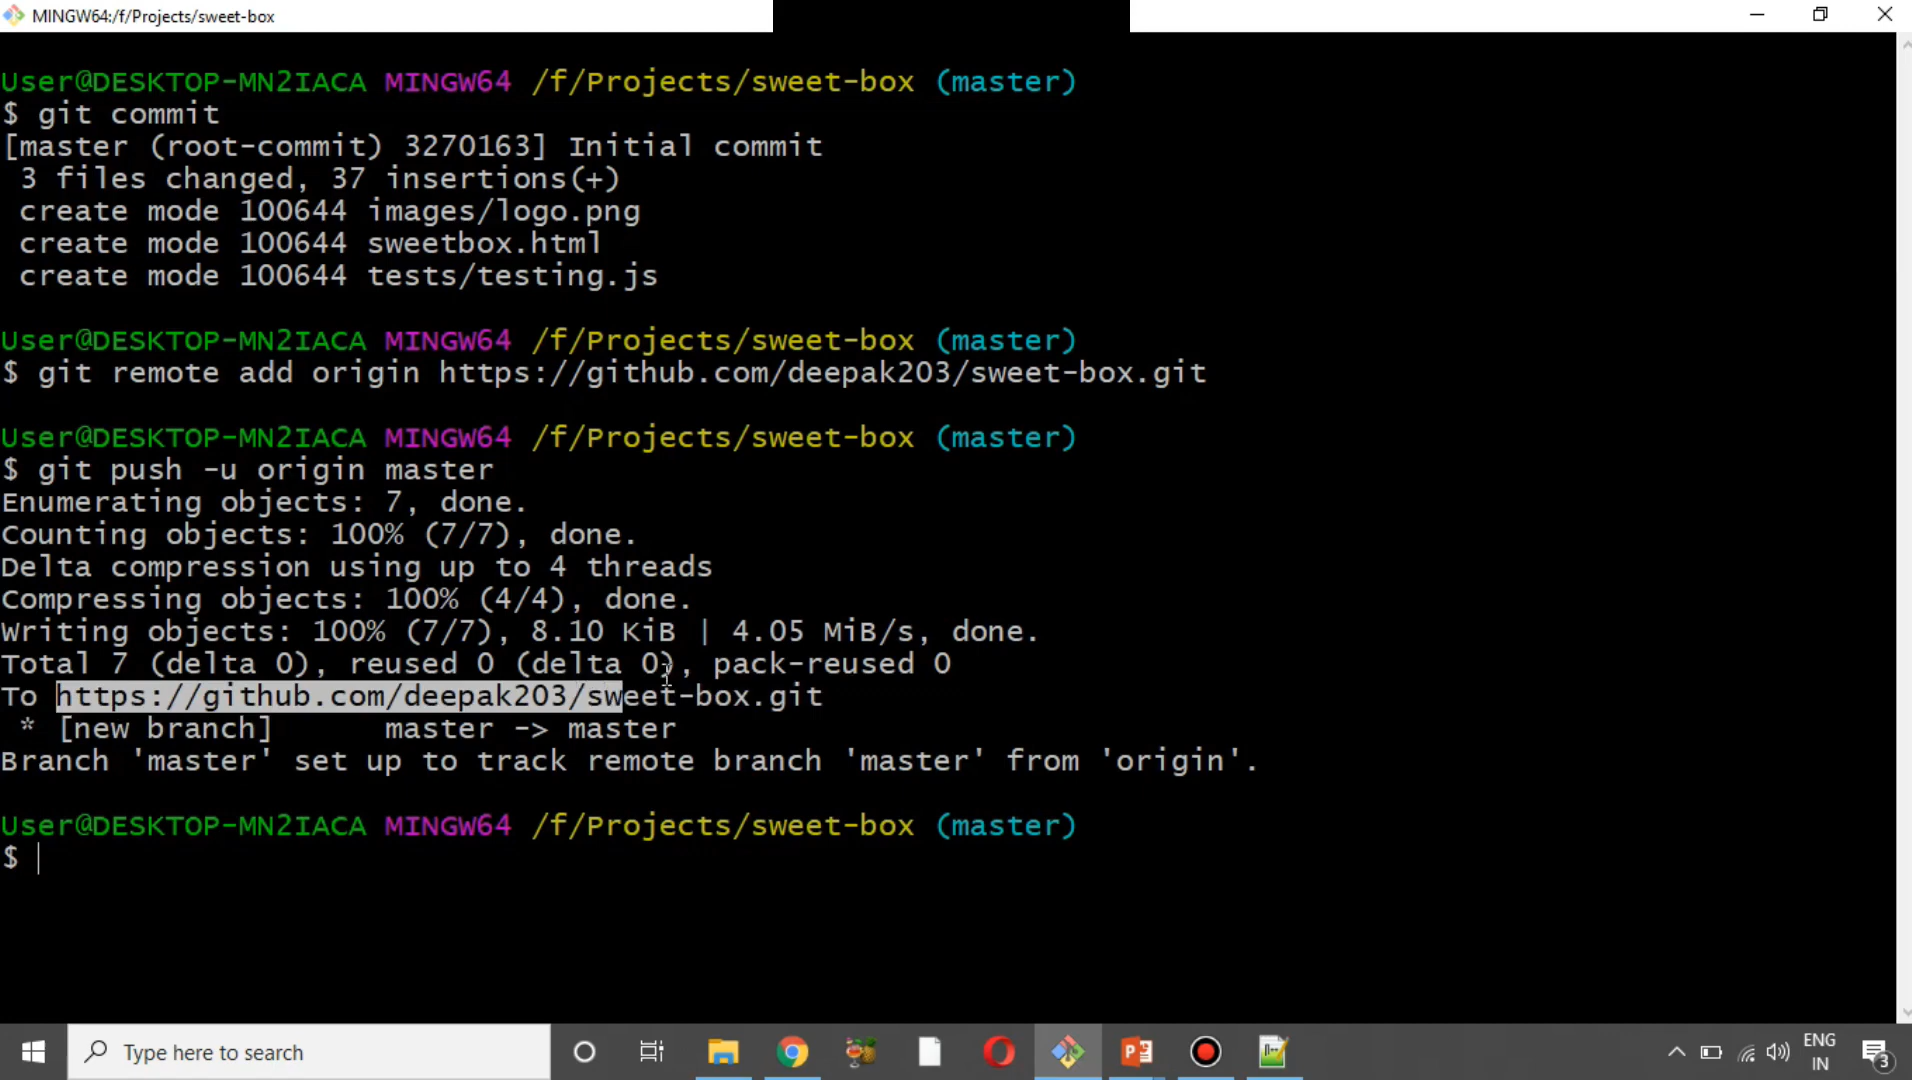 MINGW64:/f/Projects/sweet-box
User@DESKTOP-MN2IACA MINGW64 /f/Projects/sweet-box (master)
$ git commit
[master (root-commit) 3270163] Initial commit
 3 files changed, 37 insertions(+)
 create mode 100644 images/logo.png
 create mode 100644 sweetbox.html
 create mode 100644 tests/testing.js
User@DESKTOP-MN2IACA MINGW64 /f/Projects/sweet-box (master)
$ git remote add origin https://github.com/deepak203/sweet-box.git
User@DESKTOP-MN2IACA MINGW64 /f/Projects/sweet-box (master)
$ git push -u origin master
Enumerating objects: 7, done.
Counting objects: 100% (7/7), done.
Delta compression using up to 4 threads
Compressing objects: 100% (4/4), done.
Writing objects: 100% (7/7), 8.10 KiB | 4.05 MiB/s, done.
Total 7 (delta 0), reused 0 (delta 0), pack-reused 0
To https://github.com/deepak203/sweet-box.git
 * [new branch]      master -> master
Branch 'master' set up to track remote branch 'master' from 'origin'.
User@DESKTOP-MN2IACA MINGW64 /f/Projects/sweet-box (master)
$
Type here to search
ENG
IN
3